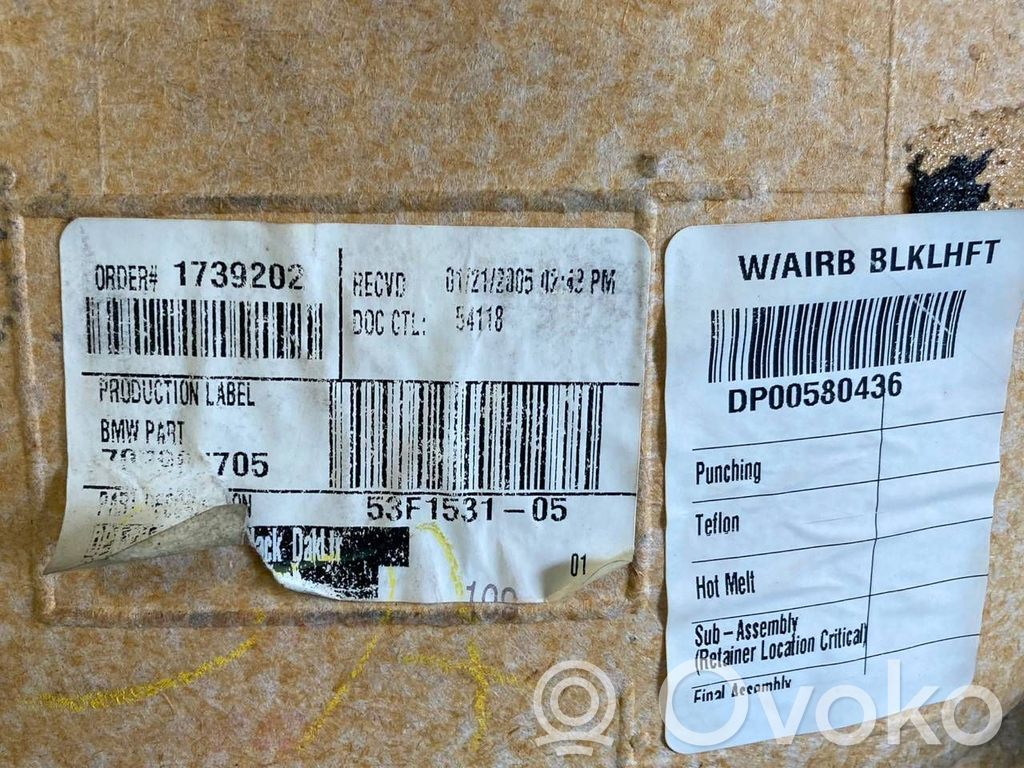 ORDER# 1739202
RECVD 01/21/2005 02:43 PM
DOC CTL: 54118
PRODUCTION LABEL
BMW PART
53F1531-05
01
W/AIRB BLKLHFT
DP00580436
Punching
Teflon
Hot Melt
Sub-Assembly
(Retainer Location Critical)
Final Assembly
Ovoko